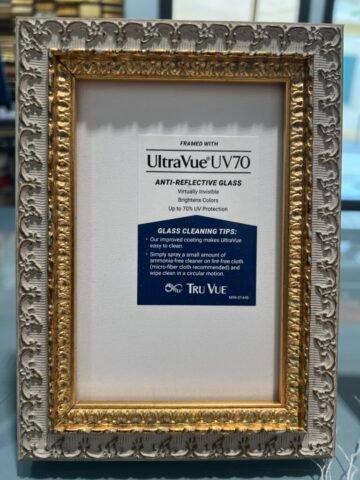 FRAMED WITH
UltraVue® UV70
ANTI-REFLECTIVE GLASS
Virtually Invisible
Brightens Colors
Up to 70% UV Protection
GLASS CLEANING TIPS:
• Our improved coating makes UltraVue
easy to clean.
• Simply spray a small amount of
ammonia-free cleaner on lint-free cloth
(micro-fiber cloth recommended) and
wipe clean in a circular motion.
TRU VUE